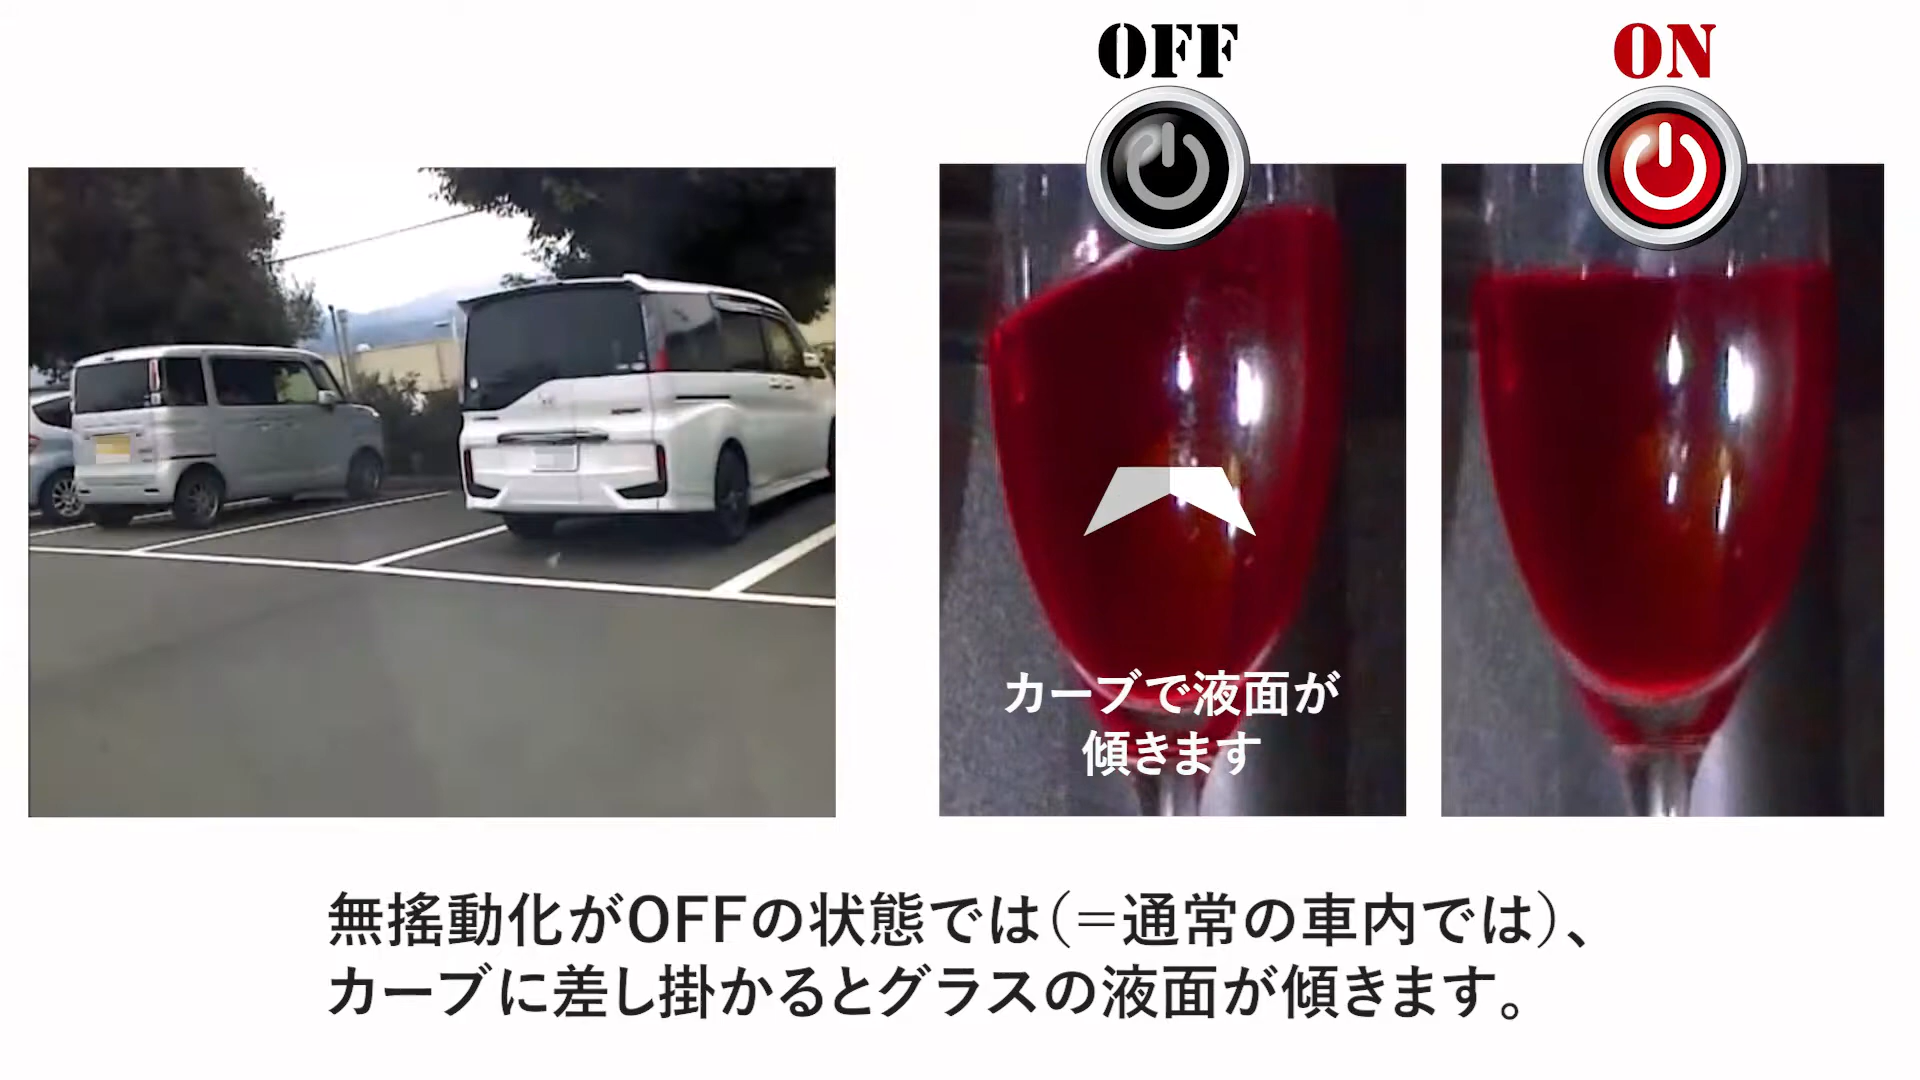 OFF
ON
カーブで液面が
傾きます
無搖動化がOFFの状態では（＝通常の車内では）、
カーブに差し掛かるとグラスの液面が傾きます。